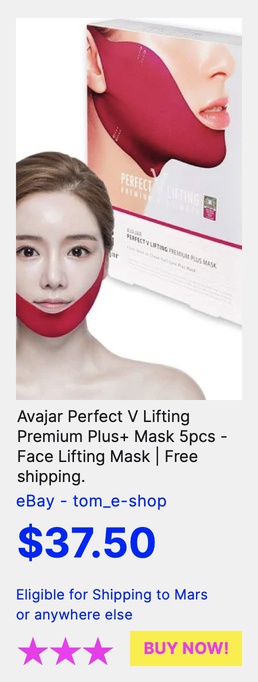 PERFECT V LIFTING
PREMIUM PLUS+ MASK
AVAJAR
PERFECT V LIFTING PREMIUM PLUS MASK
Avajar Perfect V Lifting
Premium Plus+ Mask 5pcs -
Face Lifting Mask | Free
shipping.
eBay - tom_e-shop
$37.50
Eligible for Shipping to Mars
or anywhere else
BUY NOW!